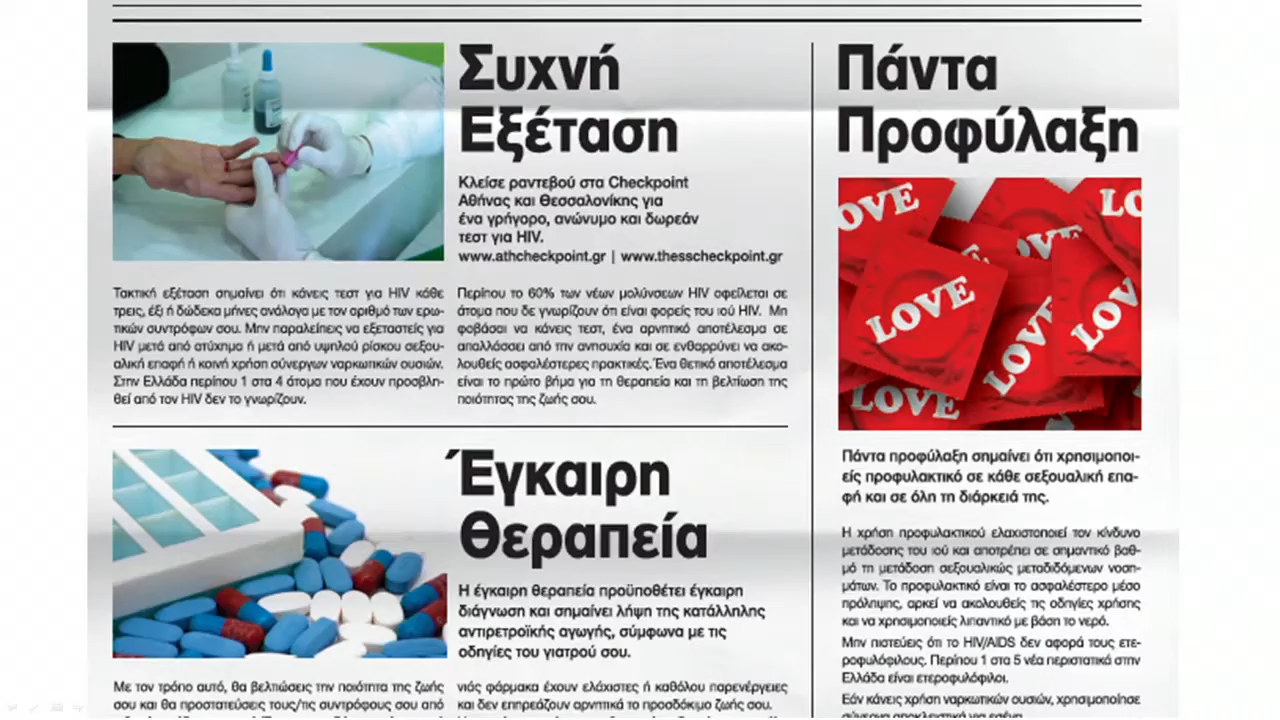 Συχνή
Εξέταση
Κλείσε ραντεβού στα Checkpoint
Αθήνας και Θεσσαλονίκης για
ένα γρήγορο, ανώνυμο και δωρεάν
τεστ για HIV.
www.athcheckpoint.gr | www.thesscheckpoint.gr
Τακτική εξέταση σημαίνει ότι κάνεις τεστ για HIV κάθε
τρεις, έξι ή δώδεκα μήνες ανάλογα με τον αριθμό των ερω-
τικών συντρόφων σου. Μην παραλείπεις να εξεταστείς για
HIV μετά από ατύχημα ή μετά από υψηλού ρίσκου σεξου-
αλική επαφή ή κοινή χρήση σύνεργων ναρκωτικών ουσιών.
Στην Ελλάδα περίπου 1 στα 4 άτομα που έχουν προσβλη-
θεί από τον HIV δεν το γνωρίζουν.
Περίπου το 60% των νέων μολύνσεων HIV οφείλεται σε
άτομα που δε γνωρίζουν ότι είναι φορείς του ιού HIV. Μη
φοβάσαι να κάνεις τεστ, ένα αρνητικό αποτέλεσμα σε
απαλλάσσει από την ανησυχία και σε ενθαρρύνει να ακο-
λουθείς ασφαλέστερες πρακτικές. Ένα θετικό αποτέλεσμα
είναι το πρώτο βήμα για τη θεραπεία και τη βελτίωση της
ποιότητας της ζωής σου.
Έγκαιρη
Θεραπεία
Η έγκαιρη θεραπεία προϋποθέτει έγκαιρη
διάγνωση και σημαίνει λήψη της κατάλληλης
αντιρετροϊκής αγωγής, σύμφωνα με τις
οδηγίες του γιατρού σου.
Με τον τρόπο αυτό, θα βελτιώσεις την ποιότητα της ζωής
σου και θα προστατεύσεις τους/τις συντρόφους σου από
νιάς φάρμακα έχουν ελάχιστες ή καθόλου παρενέργειες
και δεν επηρεάζουν αρνητικά το προσδόκιμο ζωής σου.
Πάντα
Προφύλαξη
OVE
LOVE
LO
LOVE
LOVE
LOVE
LOVE
Πάντα προφύλαξη σημαίνει ότι χρησιμοποι-
είς προφυλακτικό σε κάθε σεξουαλική επα-
φή και σε όλη τη διάρκειά της.
Η χρήση προφυλακτικού ελαχιστοποιεί τον κίνδυνο
μετάδοσης του ιού και αποτρέπει σε σημαντικό βαθ-
μό τη μετάδοση σεξουαλικώς μεταδιδόμενων νοση-
μάτων. Το προφυλακτικό είναι το ασφαλέστερο μέσο
πρόληψης, αρκεί να ακολουθείς τις οδηγίες χρήσης
και να χρησιμοποιείς λιπαντικό με βάση το νερό.
Μην πιστεύεις ότι το HIV/AIDS δεν αφορά τους ετε-
ροφυλόφιλους. Περίπου 1 στα 5 νέα περιστατικά στην
Ελλάδα είναι ετεροφυλόφιλοι.
Εάν κάνεις χρήση ναρκωτικών ουσιών, χρησιμοποίησε
σύνεργα αποκλειστικά για εσένα.